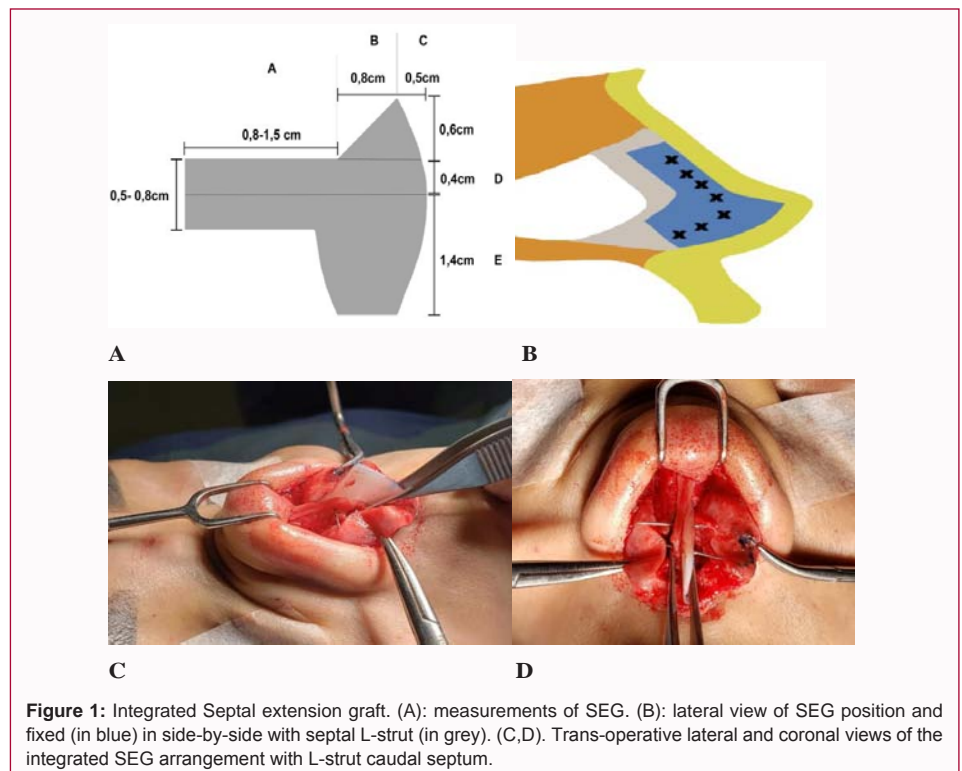 B C
A 0,8cm 0,5cm
0,8-1,5 cm 0,6cm
0,5- 0,8cm 0,4cm D
1,4cm E
A B
C D
Figure 1: Integrated Septal extension graft. (A): measurements of SEG. (B): lateral view of SEG position and
fixed (in blue) in side-by-side with septal L-strut (in grey). (C,D). Trans-operative lateral and coronal views of the
integrated SEG arrangement with L-strut caudal septum.